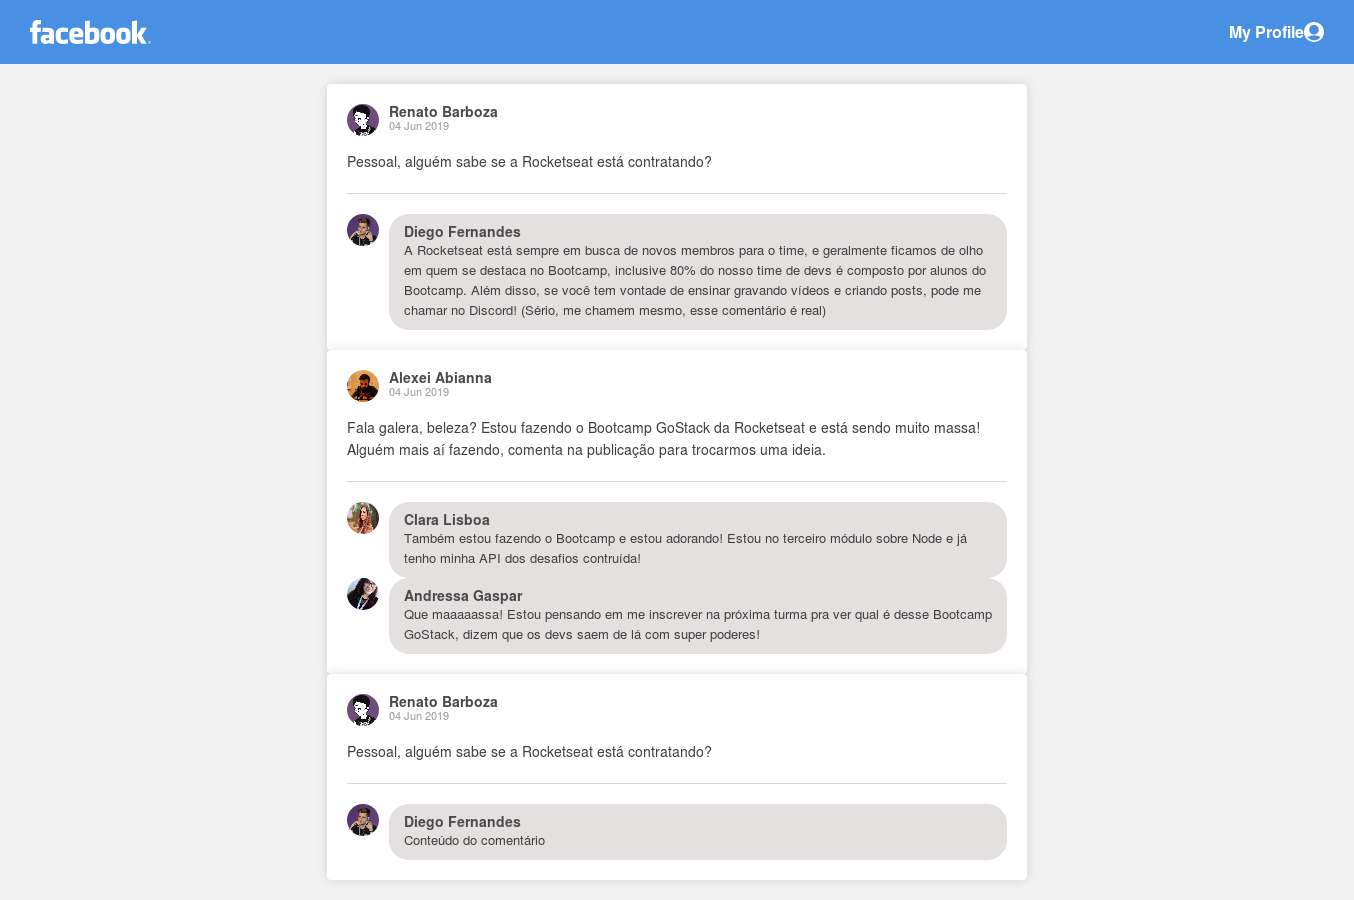 facebook.
My Profile
Renato Barboza
04 Jun 2019
Pessoal, alguém sabe se a Rocketseat está contratando?
Diego Fernandes
A Rocketseat está sempre em busca de novos membros para o time, e geralmente ficamos de olho
em quem se destaca no Bootcamp, inclusive 80% do nosso time de devs é composto por alunos do
Bootcamp. Além disso, se você tem vontade de ensinar gravando vídeos e criando posts, pode me
chamar no Discord! (Sério, me chamem mesmo, esse comentário é real)
Alexei Abianna
04 Jun 2019
Fala galera, beleza? Estou fazendo o Bootcamp GoStack da Rocketseat e está sendo muito massa!
Alguém mais aí fazendo, comenta na publicação para trocarmos uma ideia.
Clara Lisboa
Também estou fazendo o Bootcamp e estou adorando! Estou no terceiro módulo sobre Node e já
tenho minha API dos desafios contruída!
Andressa Gaspar
Que maaaaassa! Estou pensando em me inscrever na próxima turma pra ver qual é desse Bootcamp
GoStack, dizem que os devs saem de lá com super poderes!
Renato Barboza
04 Jun 2019
Pessoal, alguém sabe se a Rocketseat está contratando?
Diego Fernandes
Conteúdo do comentário